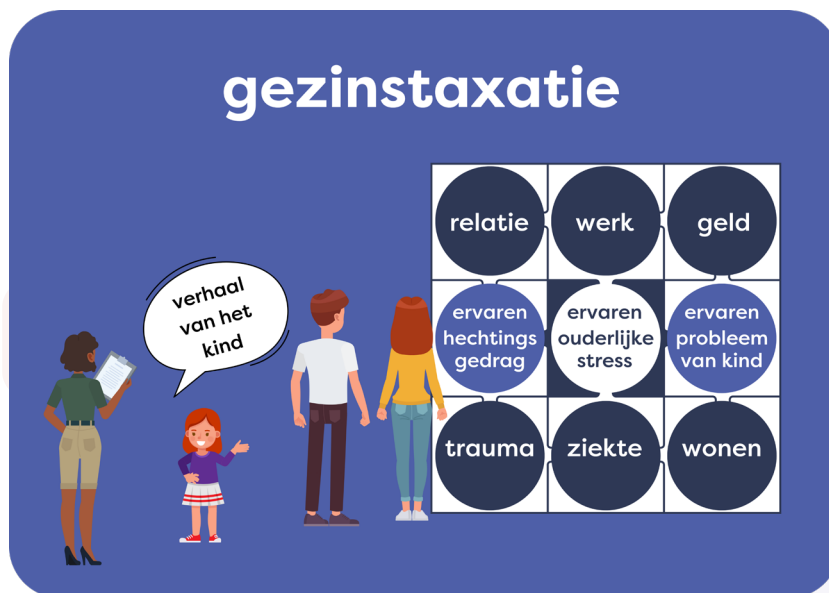 gezinstaxatie
verhaal
van het
kind
relatie
werk
geld
ervaren
hechtings
gedrag
ervaren
ouderlijke
stress
ervaren
probleem
van kind
trauma
ziekte
wonen